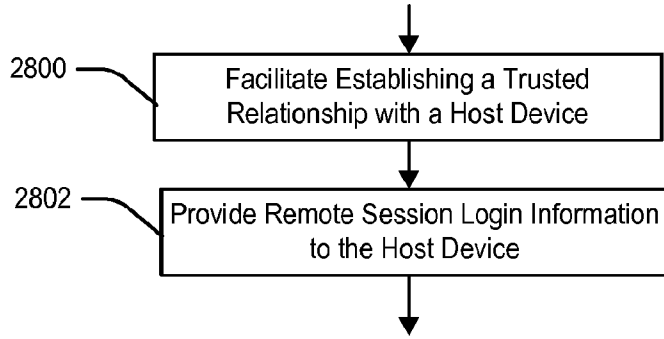 2800
Facilitate Establishing a Trusted
Relationship with a Host Device
2802
Provide Remote Session Login Information
to the Host Device